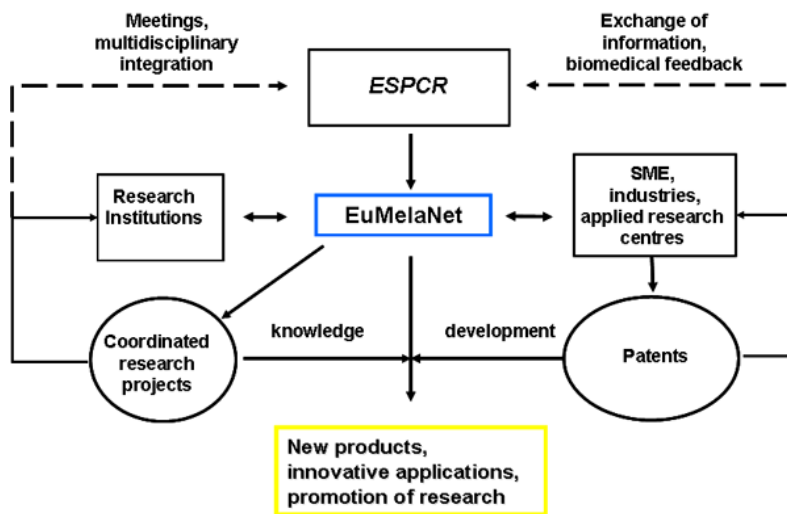 Meetings,
multidisciplinary
integration
Exchange of
information,
biomedical feedback
ESPCR
Research
Institutions
EuMelaNet
SME,
industries,
applied research
centres
Coordinated
research
projects
knowledge
development
Patents
New products,
innovative applications,
promotion of research